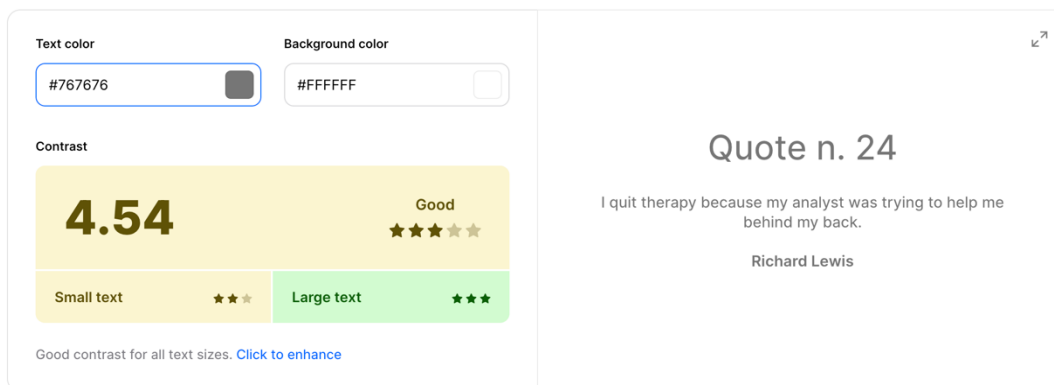 Text color
Background color
#767676
#FFFFFF
Contrast
4.54
Good
Small text
Large text
Good contrast for all text sizes. Click to enhance
Quote n. 24
I quit therapy because my analyst was trying to help me
behind my back.
Richard Lewis